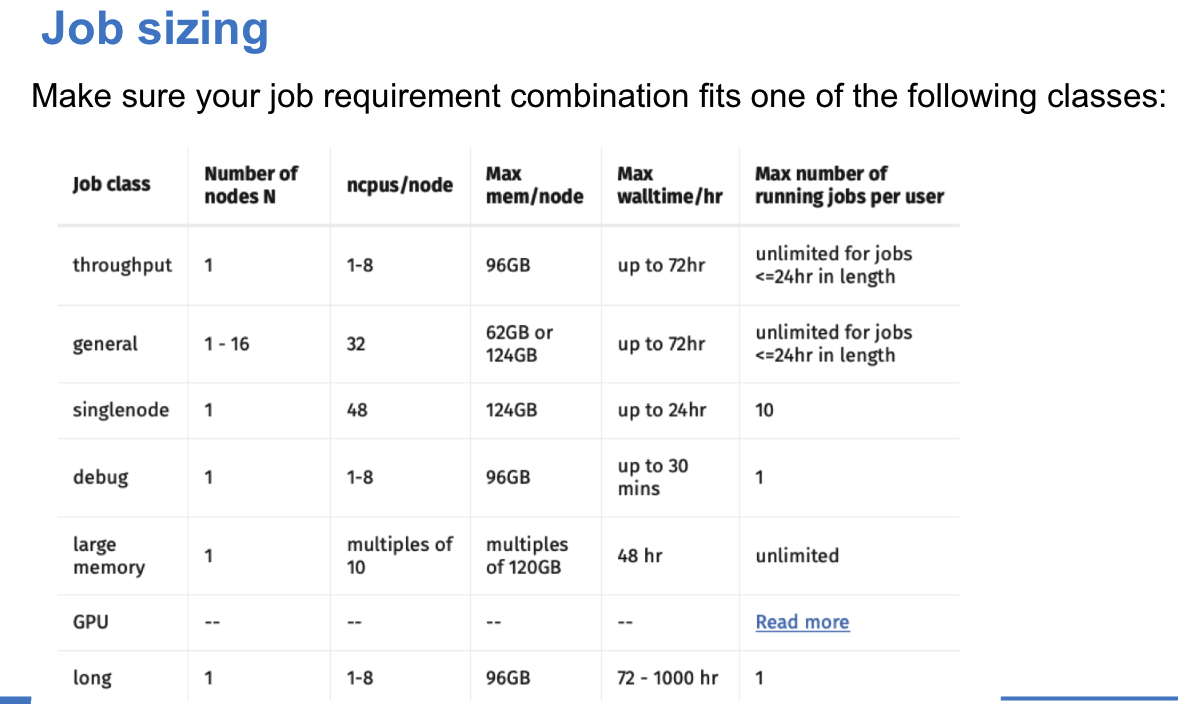 Job sizing
Make sure your job requirement combination fits one of the following classes:
Job class
Number of
nodes N
ncpus/node
Max
mem/node
Max
walltime/hr
Max number of
running jobs per user
throughput
1
1-8
96GB
up to 72hr
unlimited for jobs
<=24hr in length
general
1 - 16
32
62GB or
124GB
up to 72hr
unlimited for jobs
<=24hr in length
singlenode
1
48
124GB
up to 24hr
10
debug
1
1-8
96GB
up to 30
mins
1
large
memory
1
multiples of
10
multiples
of 120GB
48 hr
unlimited
GPU
--
--
--
--
Read more
long
1
1-8
96GB
72 - 1000 hr
1